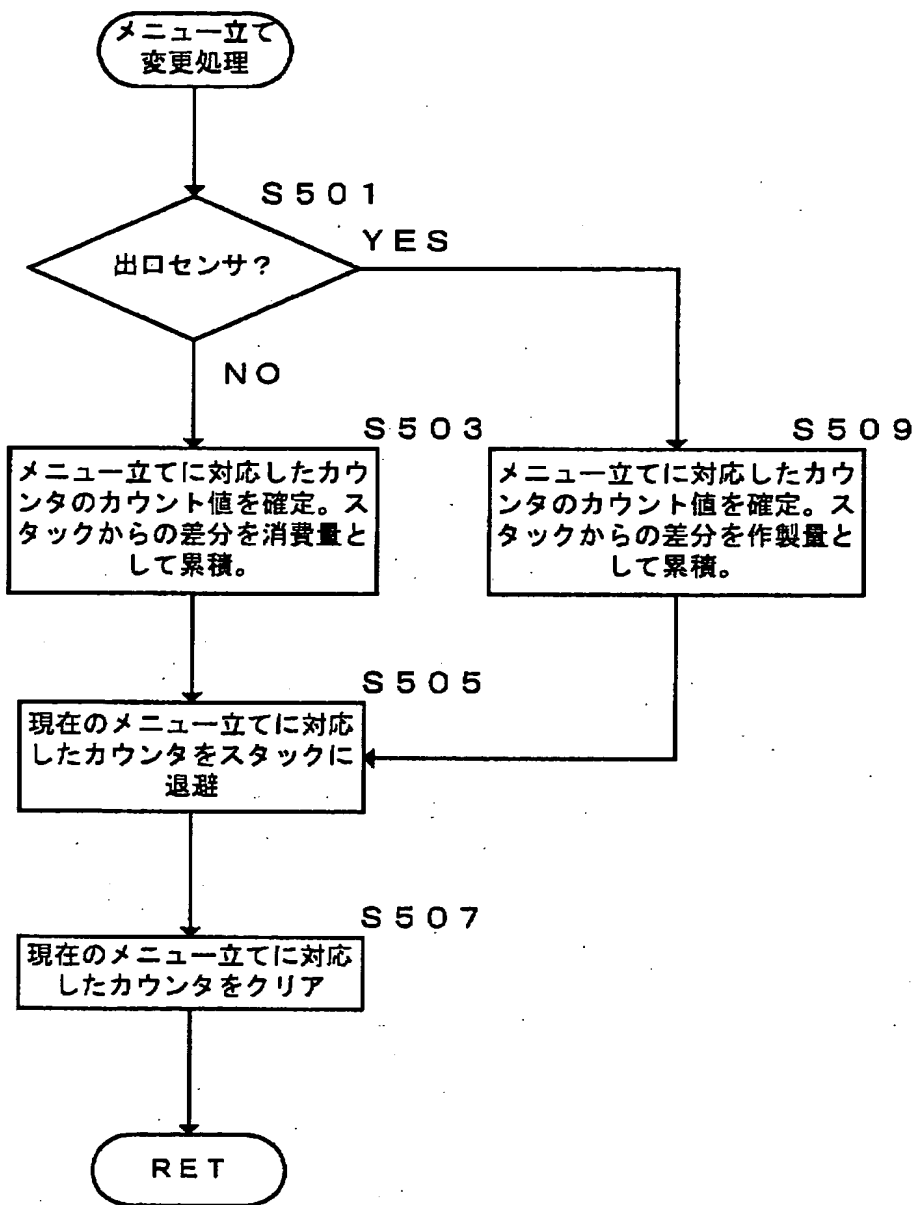 メニュー立て
変更処理
S501
出口センサ？
YES
NO
S503
メニュー立てに対応したカウ
ンタのカウント値を確定。ス
タックからの差分を消費量と
して累積。
S509
メニュー立てに対応したカウ
ンタのカウント値を確定。ス
タックからの差分を作製量と
して累積。
S505
現在のメニュー立てに対応
したカウンタをスタックに
退避
S507
現在のメニュー立てに対応
したカウンタをクリア
RET